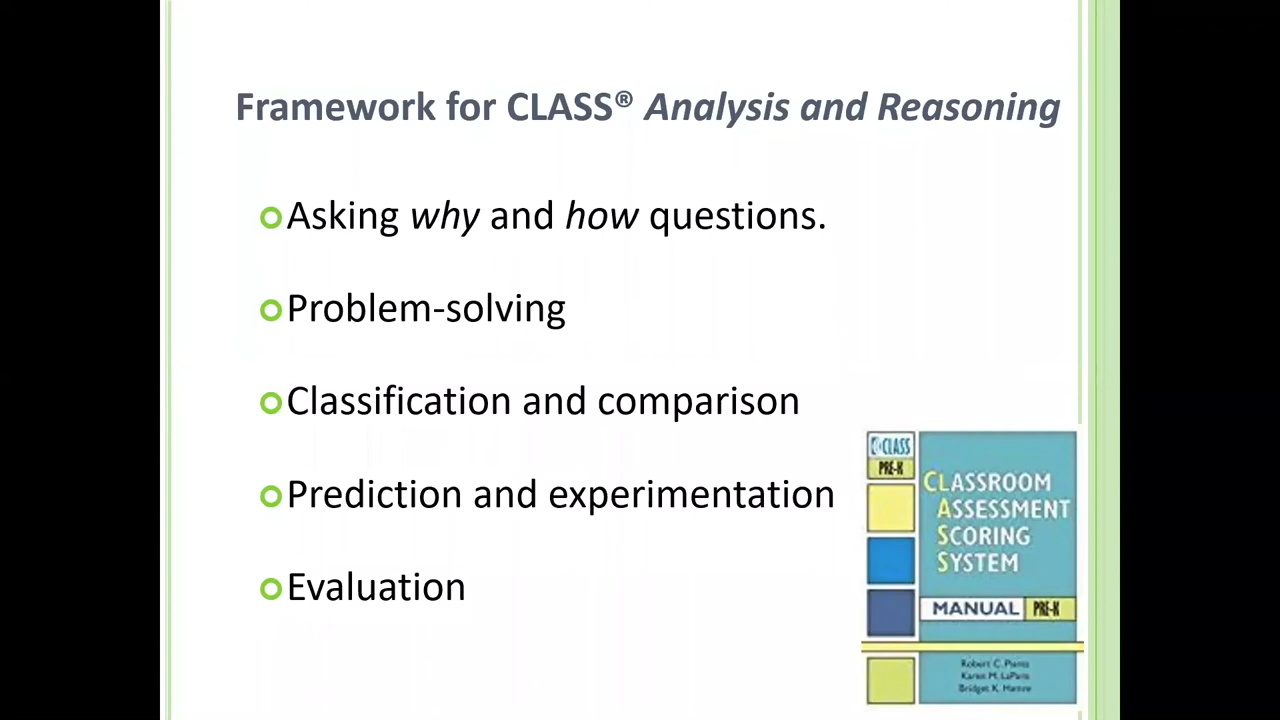 Framework for CLASS® Analysis and Reasoning
Asking why and how questions.
Problem-solving
Classification and comparison
Prediction and experimentation
Evaluation
CLASS
PRE-K
CLASSROOM
ASSESSMENT
SCORING
SYSTEM
MANUAL PRE-K
Robert C. Pianta
Karen M. La Paro
Bridget K. Hamre